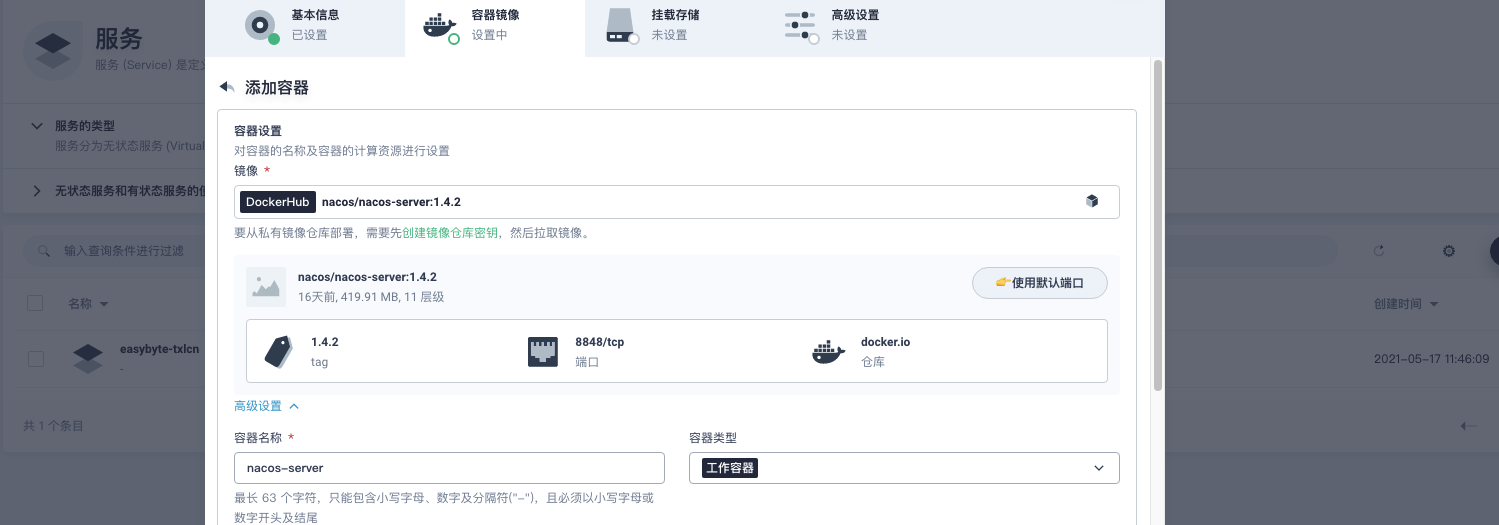 基本信息
已设置
容器镜像
设置中
挂载存储
未设置
高级设置
未设置
服务
服务 (Service) 是定
服务的类型
服务分为无状态服务 (Virtual
无状态服务和有状态服务的
输入查询条件进行过滤
名称
创建时间
easybyte-txlcn
-
2021-05-17 11:46:09
共 1 个条目
添加容器
容器设置
对容器的名称及容器的计算资源进行设置
镜像 *
DockerHub nacos/nacos-server:1.4.2
要从私有镜像仓库部署，需要先创建镜像仓库密钥，然后拉取镜像。
nacos/nacos-server:1.4.2
16天前, 419.91 MB, 11 层级
👉使用默认端口
1.4.2
tag
8848/tcp
端口
docker.io
仓库
高级设置
容器名称 *
容器类型
nacos-server
工作容器
最长 63 个字符，只能包含小写字母、数字及分隔符("-")，且必须以小写字母或
数字开头及结尾